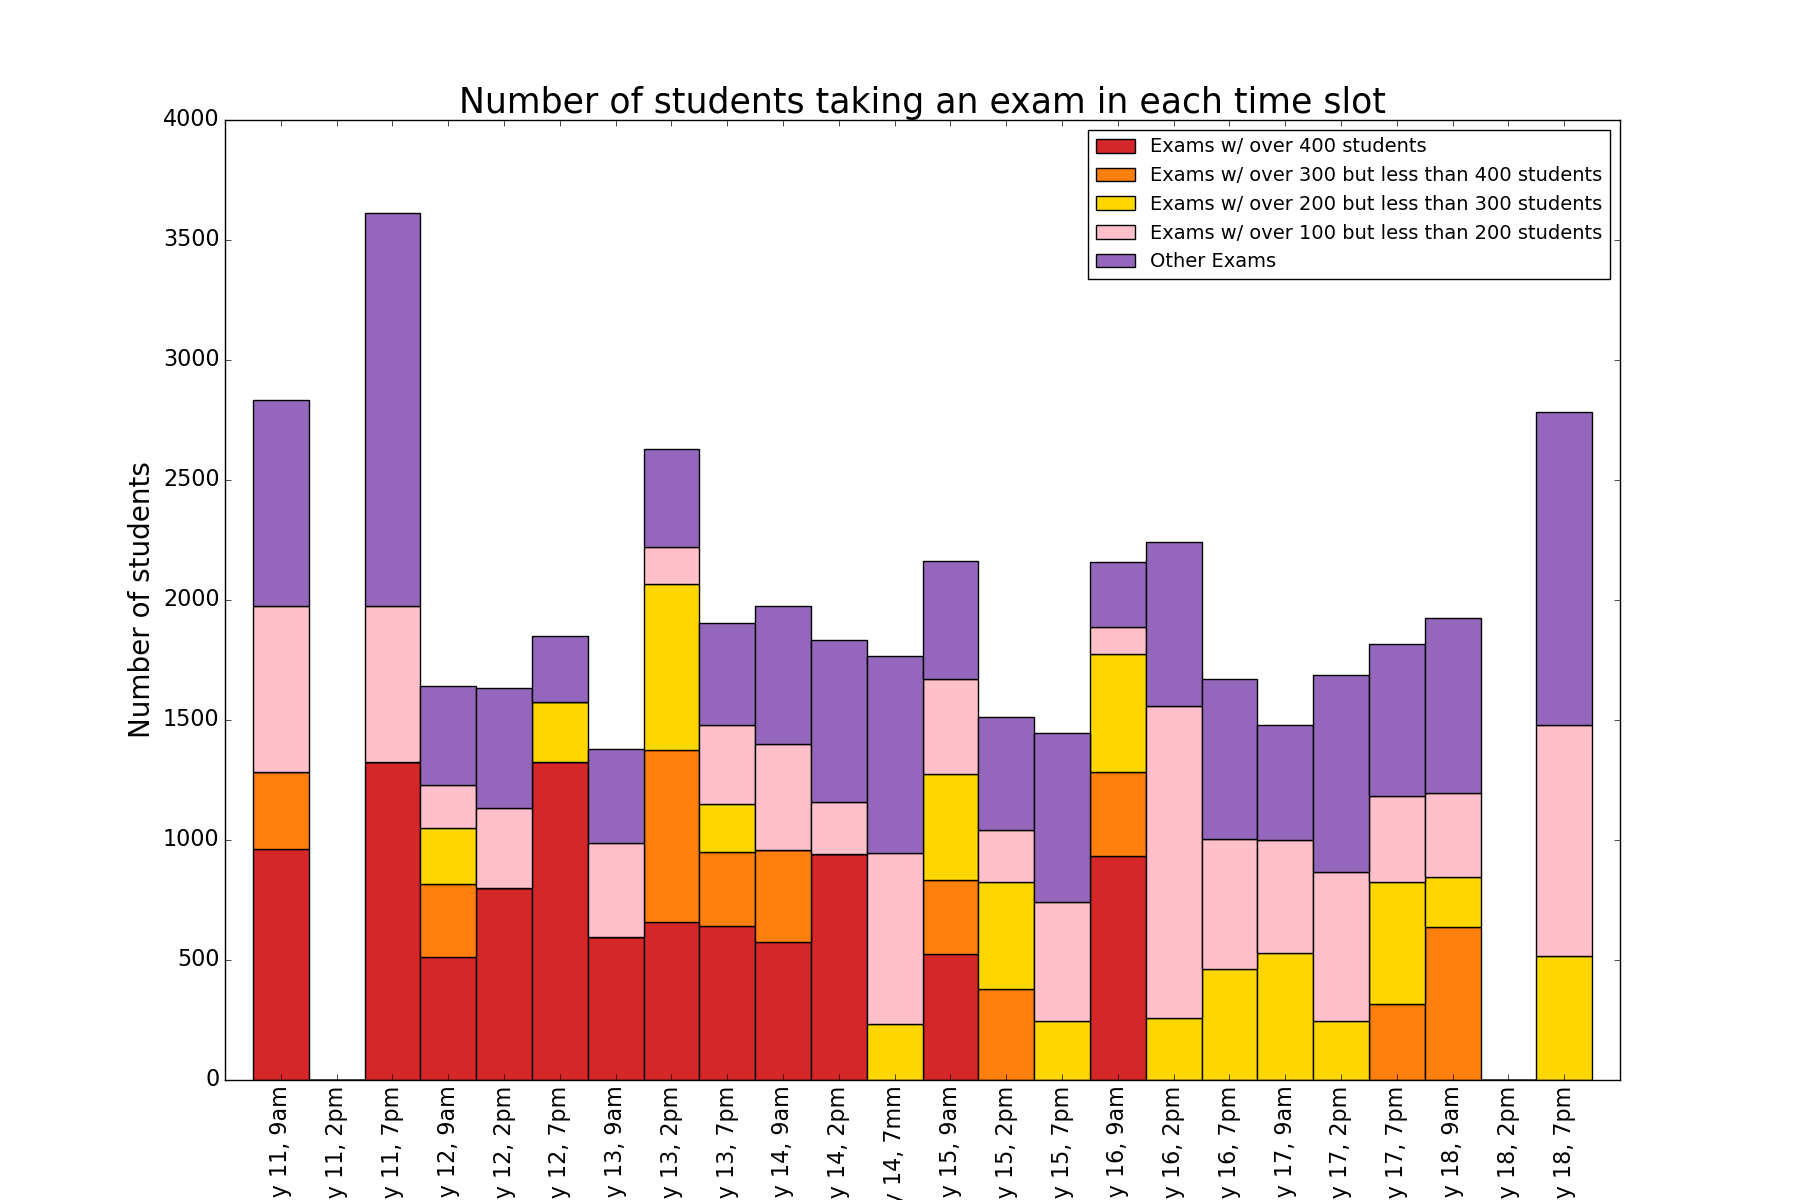 Number of students taking an exam in each time slot
Exams w/ over 400 students
Exams w/ over 300 but less than 400 students
Exams w/ over 200 but less than 300 students
Exams w/ over 100 but less than 200 students
Other Exams
Number of students
4000
3500
3000
2500
2000
1500
1000
500
0
y 11, 9am
y 11, 2pm
y 11, 7pm
y 12, 9am
y 12, 2pm
y 12, 7pm
y 13, 9am
y 13, 2pm
y 13, 7pm
y 14, 9am
y 14, 2pm
y 14, 7mm
y 15, 9am
y 15, 2pm
y 15, 7pm
y 16, 9am
y 16, 2pm
y 16, 7pm
y 17, 9am
y 17, 2pm
y 17, 7pm
y 18, 9am
y 18, 2pm
y 18, 7pm